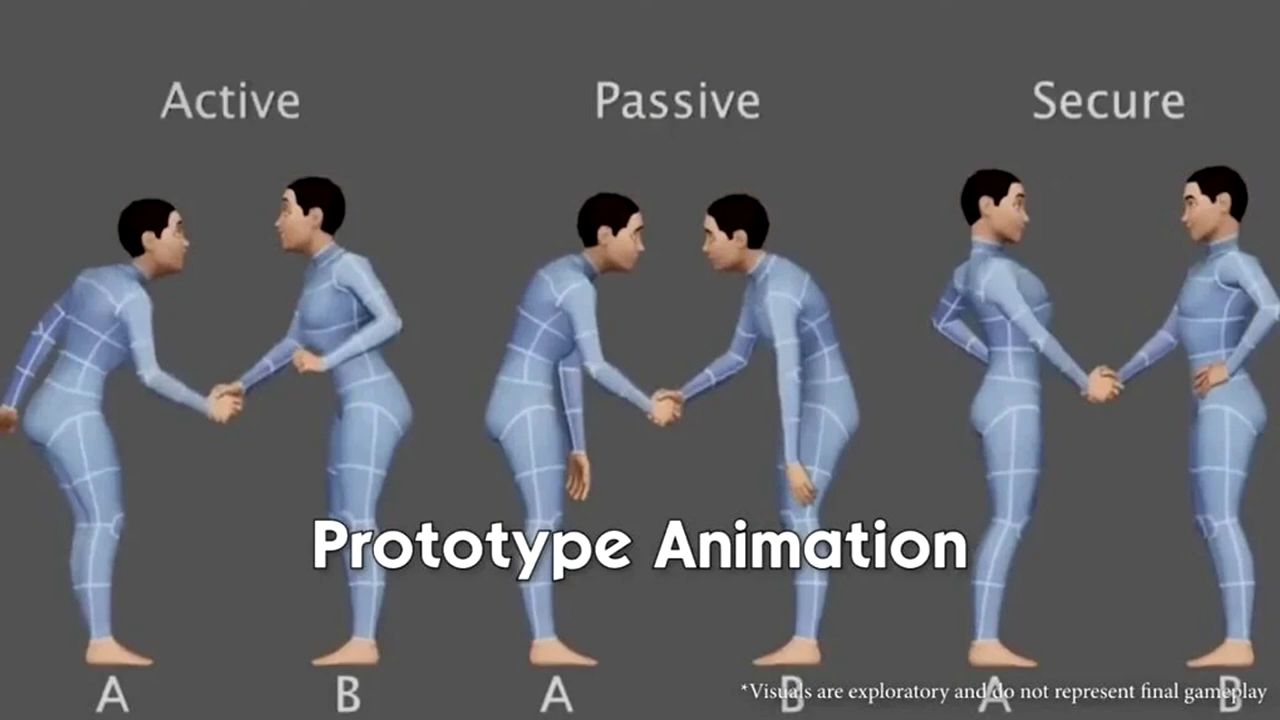 Active Passive Secure
Prototype Animation
A B A B A B
*Visuals are exploratory and do not represent final gameplay